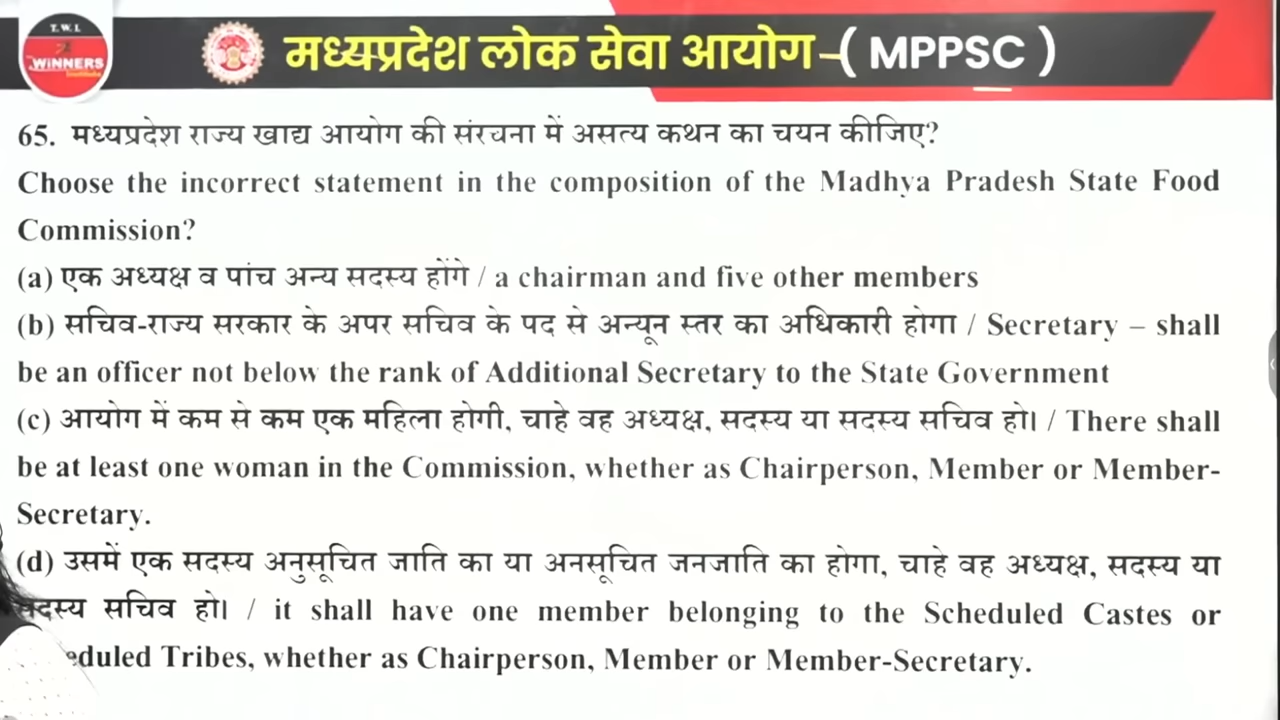 T.W.I.
WiNNERS
institute
मध्यप्रदेश लोक सेवा आयोग–( MPPSC )
65. मध्यप्रदेश राज्य खाद्य आयोग की संरचना में असत्य कथन का चयन कीजिए?
Choose the incorrect statement in the composition of the Madhya Pradesh State Food
Commission?
(a) एक अध्यक्ष व पांच अन्य सदस्य होंगे / a chairman and five other members
(b) सचिव-राज्य सरकार के अपर सचिव के पद से अन्यून स्तर का अधिकारी होगा / Secretary – shall
be an officer not below the rank of Additional Secretary to the State Government
(c) आयोग में कम से कम एक महिला होगी, चाहे वह अध्यक्ष, सदस्य या सदस्य सचिव हो। / There shall
be at least one woman in the Commission, whether as Chairperson, Member or Member-
Secretary.
(d) उसमें एक सदस्य अनुसूचित जाति का या अनसूचित जनजाति का होगा, चाहे वह अध्यक्ष, सदस्य या
सचिव हो। / it shall have one member belonging to the Scheduled Castes or
Tribes, whether as Chairperson, Member or Member-Secretary.